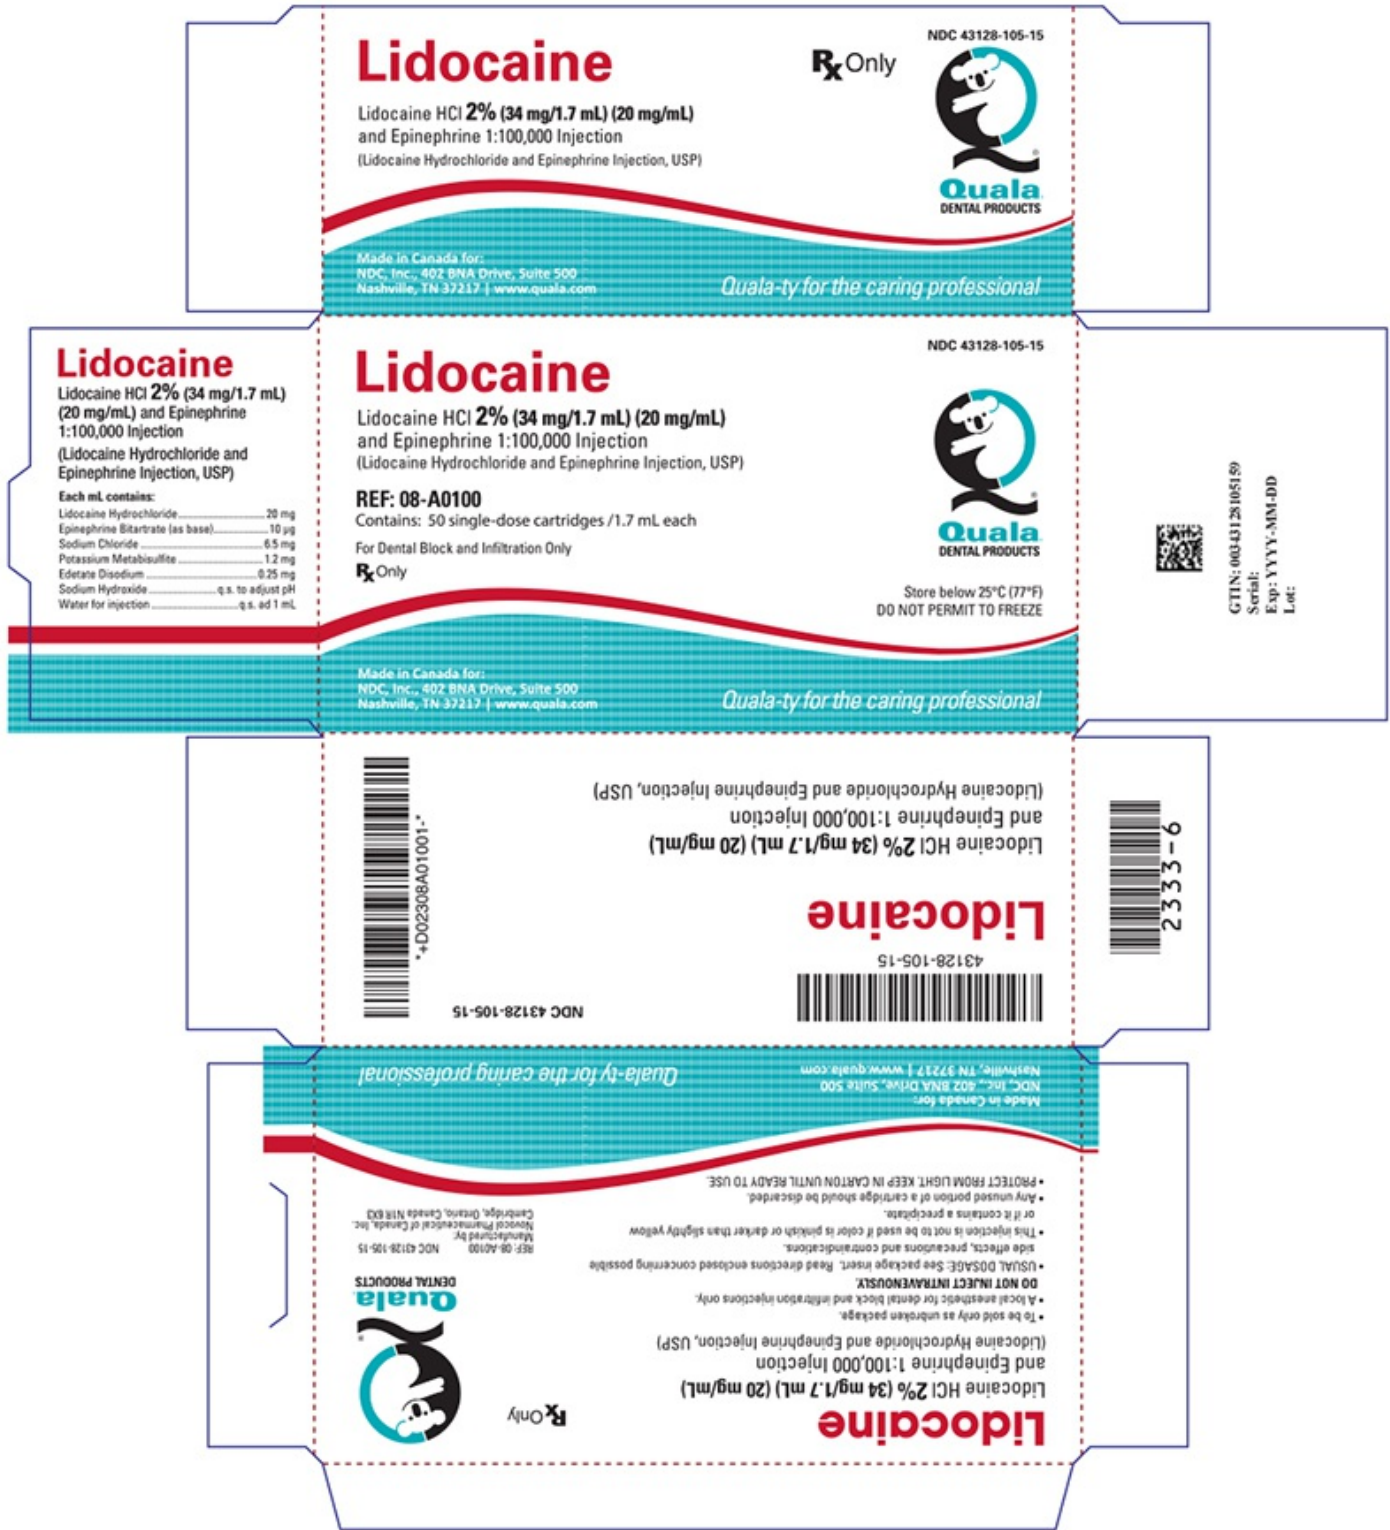 NDC 43128-105-15
Lidocaine
Rx Only
Lidocaine HCl 2% (34 mg/1.7 mL) (20 mg/mL)
and Epinephrine 1:100,000 Injection
(Lidocaine Hydrochloride and Epinephrine Injection, USP)
®
Quala
DENTAL PRODUCTS
Made in Canada for:
NDC, Inc., 402 BNA Drive, Suite 500
Nashville, TN 37217 | www.quala.com
Quala-ty for the caring professional
Lidocaine
Lidocaine HCl 2% (34 mg/1.7 mL)
(20 mg/mL) and Epinephrine
1:100,000 Injection
(Lidocaine Hydrochloride and
Epinephrine Injection, USP)
Each mL contains:
Lidocaine Hydrochloride 20 mg
Epinephrine Bitartrate (as base) 10 µg
Sodium Chloride 6.5 mg
Potassium Metabisulfite 1.2 mg
Edetate Disodium 0.25 mg
Sodium Hydroxide q.s. to adjust pH
Water for injection q.s. ad 1 mL
NDC 43128-105-15
Lidocaine
Lidocaine HCl 2% (34 mg/1.7 mL) (20 mg/mL)
and Epinephrine 1:100,000 Injection
(Lidocaine Hydrochloride and Epinephrine Injection, USP)
REF: 08-A0100
Contains: 50 single-dose cartridges /1.7 mL each
For Dental Block and Infiltration Only
Rx Only
®
Quala
DENTAL PRODUCTS
Store below 25°C (77°F)
DO NOT PERMIT TO FREEZE
Made in Canada for:
NDC, Inc., 402 BNA Drive, Suite 500
Nashville, TN 37217 | www.quala.com
Quala-ty for the caring professional
GTIN: 00343128105159
Serial:
Exp: YYYY-MM-DD
Lot:
NDC 43128-105-15
43128-105-15
Lidocaine
Lidocaine HCl 2% (34 mg/1.7 mL) (20 mg/mL)
and Epinephrine 1:100,000 Injection
(Lidocaine Hydrochloride and Epinephrine Injection, USP)
*+D02308A01001-*
2333-6
Lidocaine
Rx Only
Lidocaine HCl 2% (34 mg/1.7 mL) (20 mg/mL)
and Epinephrine 1:100,000 Injection
(Lidocaine Hydrochloride and Epinephrine Injection, USP)
• To be sold only as unbroken package.
• A local anesthetic for dental block and infiltration injections only.
DO NOT INJECT INTRAVENOUSLY.
• USUAL DOSAGE: See package insert. Read directions enclosed concerning possible
side effects, precautions and contraindications.
• This injection is not to be used if color is pinkish or darker than slightly yellow
or if it contains a precipitate.
• Any unused portion of a cartridge should be discarded.
• PROTECT FROM LIGHT. KEEP IN CARTON UNTIL READY TO USE.
®
Quala
DENTAL PRODUCTS
REF: 08-A0100 NDC 43128-105-15
Manufactured by:
Novocol Pharmaceutical of Canada, Inc.
Cambridge, Ontario, Canada N1R 6X3
Made in Canada for:
NDC, Inc., 402 BNA Drive, Suite 500
Nashville, TN 37217 | www.quala.com
Quala-ty for the caring professional